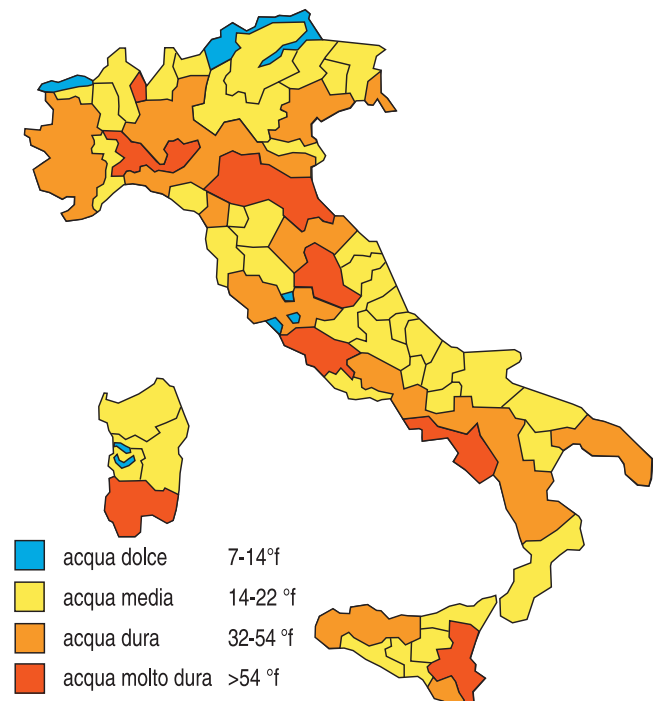 acqua dolce 7-14°f
acqua media 14-22 °f
acqua dura 32-54 °f
acqua molto dura >54 °f